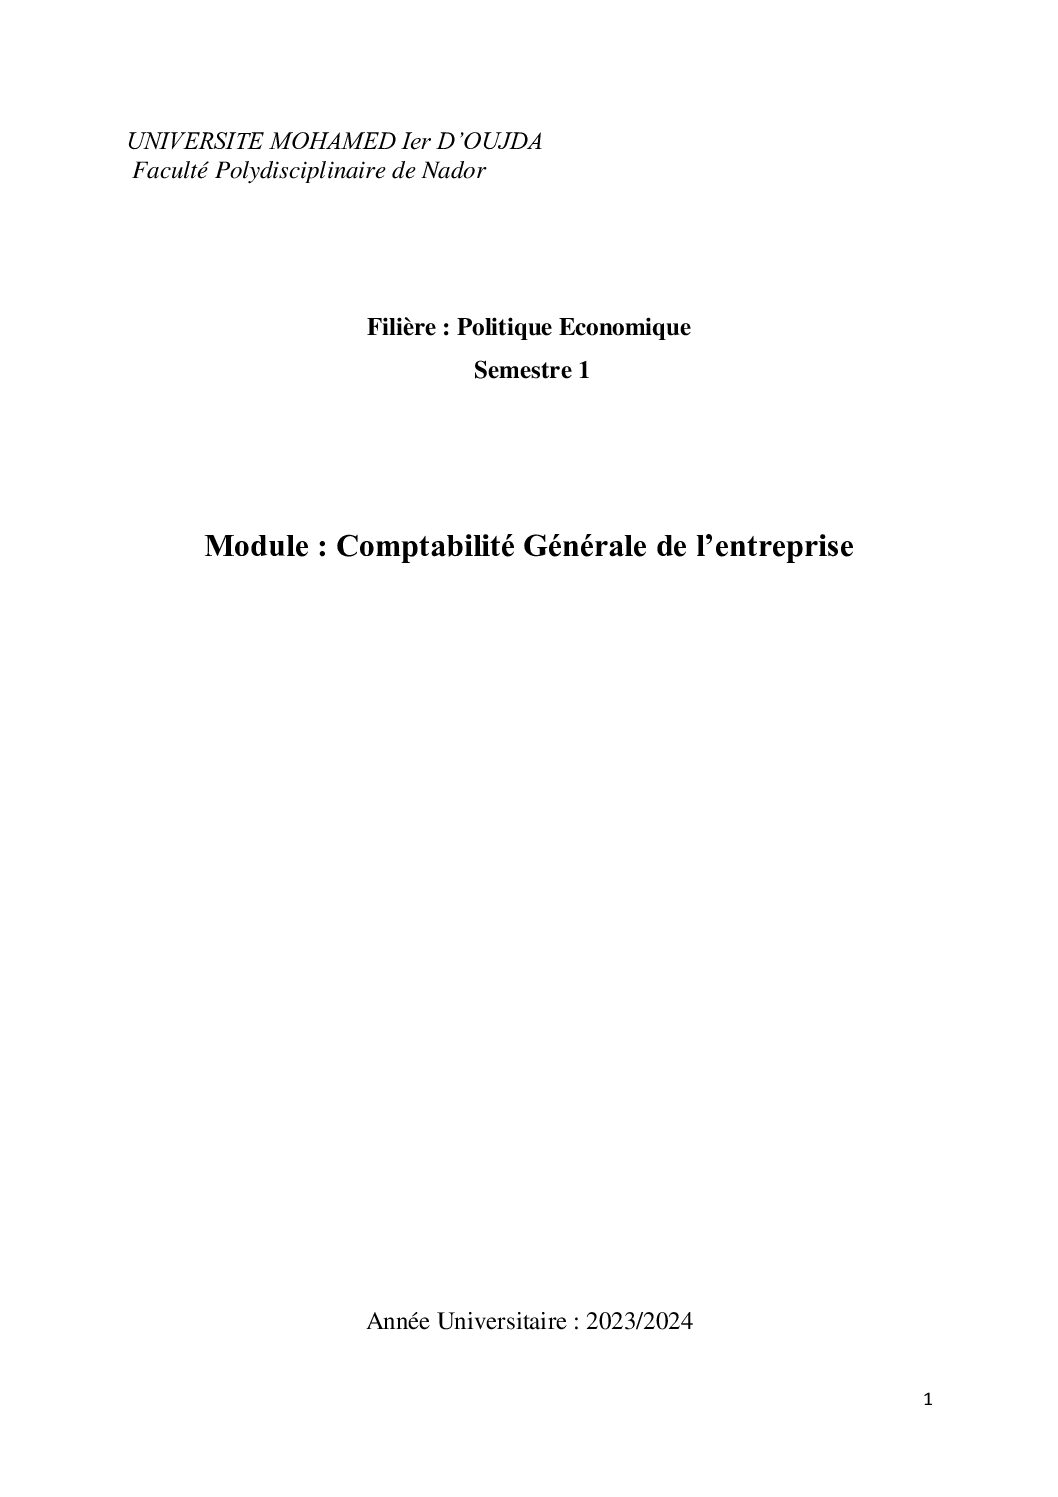 UNIVERSITE MOHAMED Ier D’OUJDA
Faculté Polydisciplinaire de Nador
Filière : Politique Economique
Semestre 1
Module : Comptabilité Générale de l’entreprise
Année Universitaire : 2023/2024
1